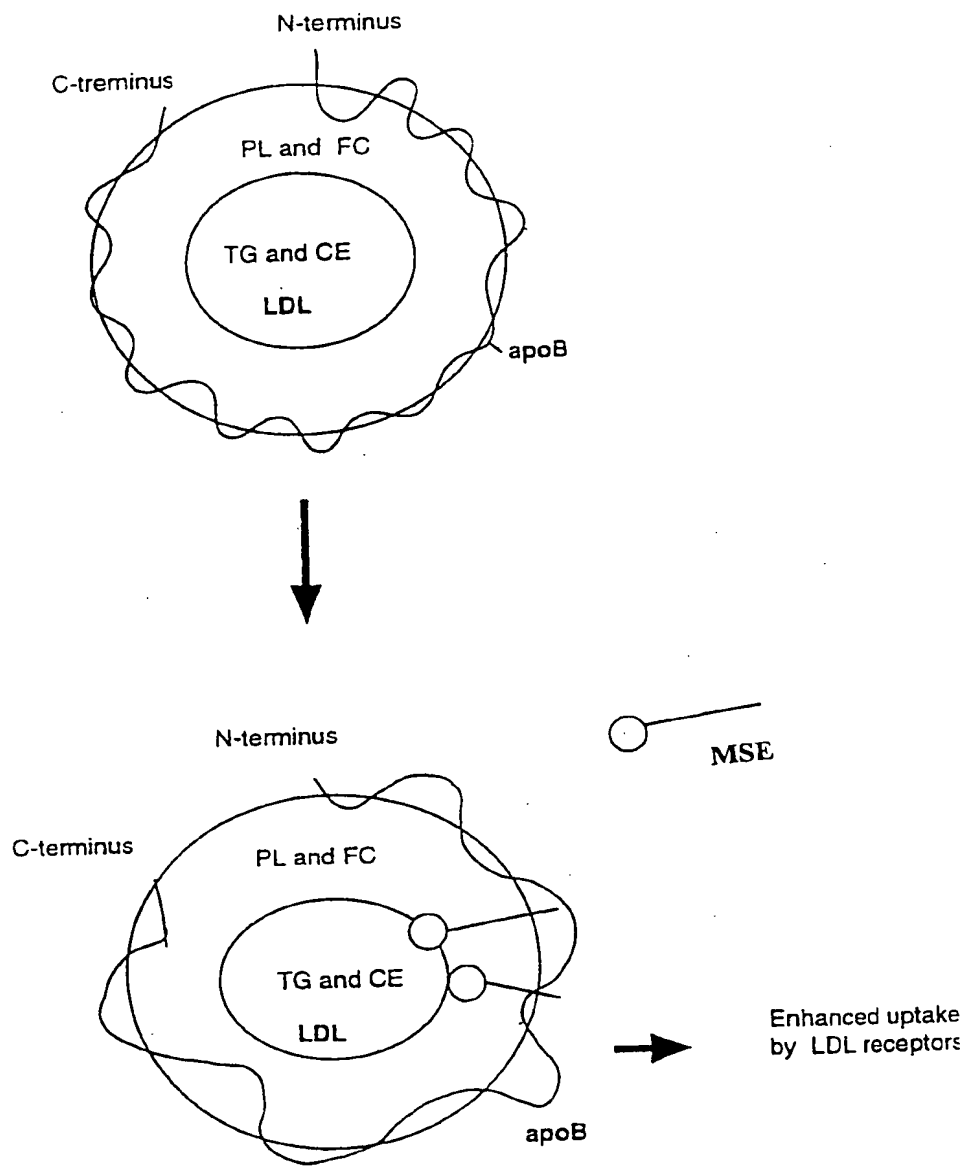 N-terminus
C-treminus
PL and FC
TG and CE
LDL
apoB
MSE
N-terminus
C-terminus
PL and FC
TG and CE
LDL
Enhanced uptake
by LDL receptors
apoB